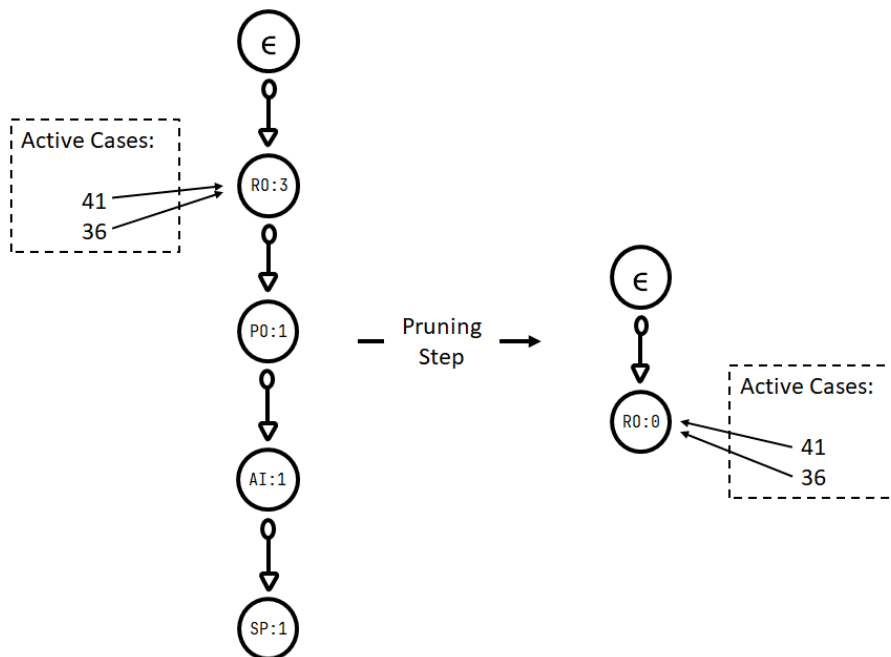 ϵ
Active Cases:
41
36
RO:3
PO:1
AI:1
SP:1
Pruning
Step
ϵ
RO:0
Active Cases:
41
36